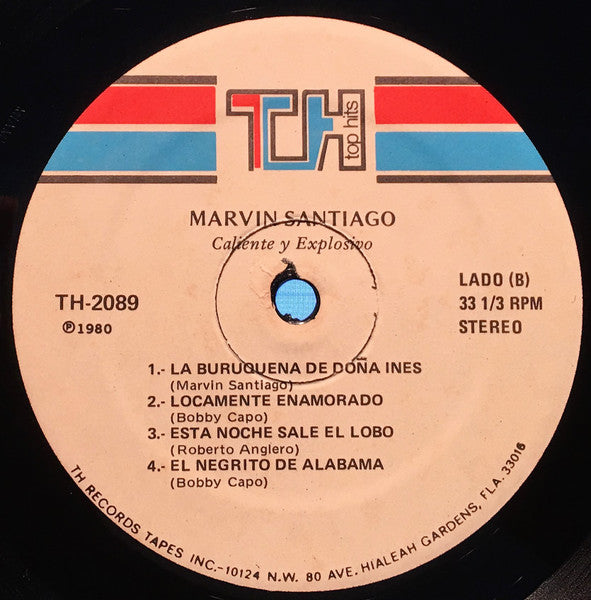 TH
top hits
MARVIN SANTIAGO
Caliente y Explosivo
TH-2089
℗1980
LADO (B)
33 1/3 RPM
STEREO
1.- LA BURUQUENA DE DOÑA INES
(Marvin Santiago)
2.- LOCAMENTE ENAMORADO
(Bobby Capo)
3.- ESTA NOCHE SALE EL LOBO
(Roberto Angiero)
4.- EL NEGRITO DE ALABAMA
(Bobby Capo)
TH RECORDS TAPES INC.-10124 N.W. 80 AVE. HIALEAH GARDENS, FLA. 33016